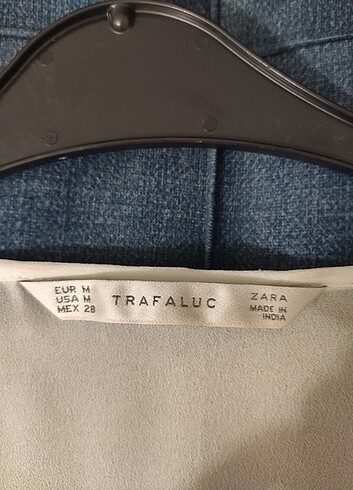 EUR M
USA M
MEX 28
TRAFALUC
ZARA
MADE IN
INDIA